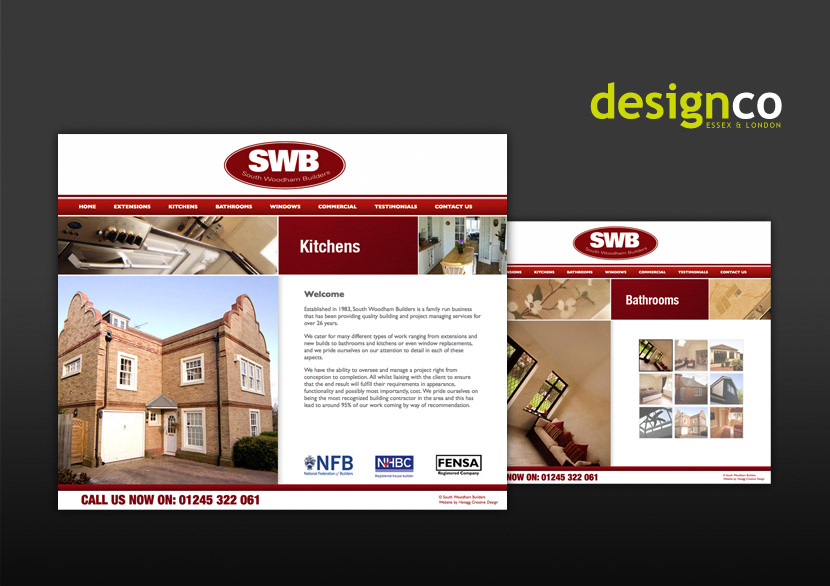 designco
ESSEX & LONDON
SWB
South Woodham Builders
HOME EXTENSIONS KITCHENS BATHROOMS WINDOWS COMMERCIAL TESTIMONIALS CONTACT US
Kitchens
Welcome
Established in 1983, South Woodham Builders is a family run business
that has been providing quality building and project managing services for
over 26 years.
We cater for many different types of work ranging from extensions and
new builds to bathrooms and kitchens or even window replacements,
and we pride ourselves on our attention to detail in each of these
aspects.
We have the ability to oversee and manage a project right from
conception to completion. All whilst liaising with the client to ensure
that the end result will fulfill their requirements in appearance,
functionality and possibly most importantly, cost. We pride ourselves on
being the most recognized building contractor in the area and this has
lead to around 95% of our work coming by way of recommendation.
NFB
National Federation of Builders
NHBC
Registered house builder
FENSA
Registered Company
CALL US NOW ON: 01245 322 061
© South Woodham Builders
Website by Haragg Creative Design
SWB
South Woodham Builders
SIONS KITCHENS BATHROOMS WINDOWS COMMERCIAL TESTIMONIALS CONTACT US
Bathrooms
NOW ON: 01245 322 061
© South Woodham Builders